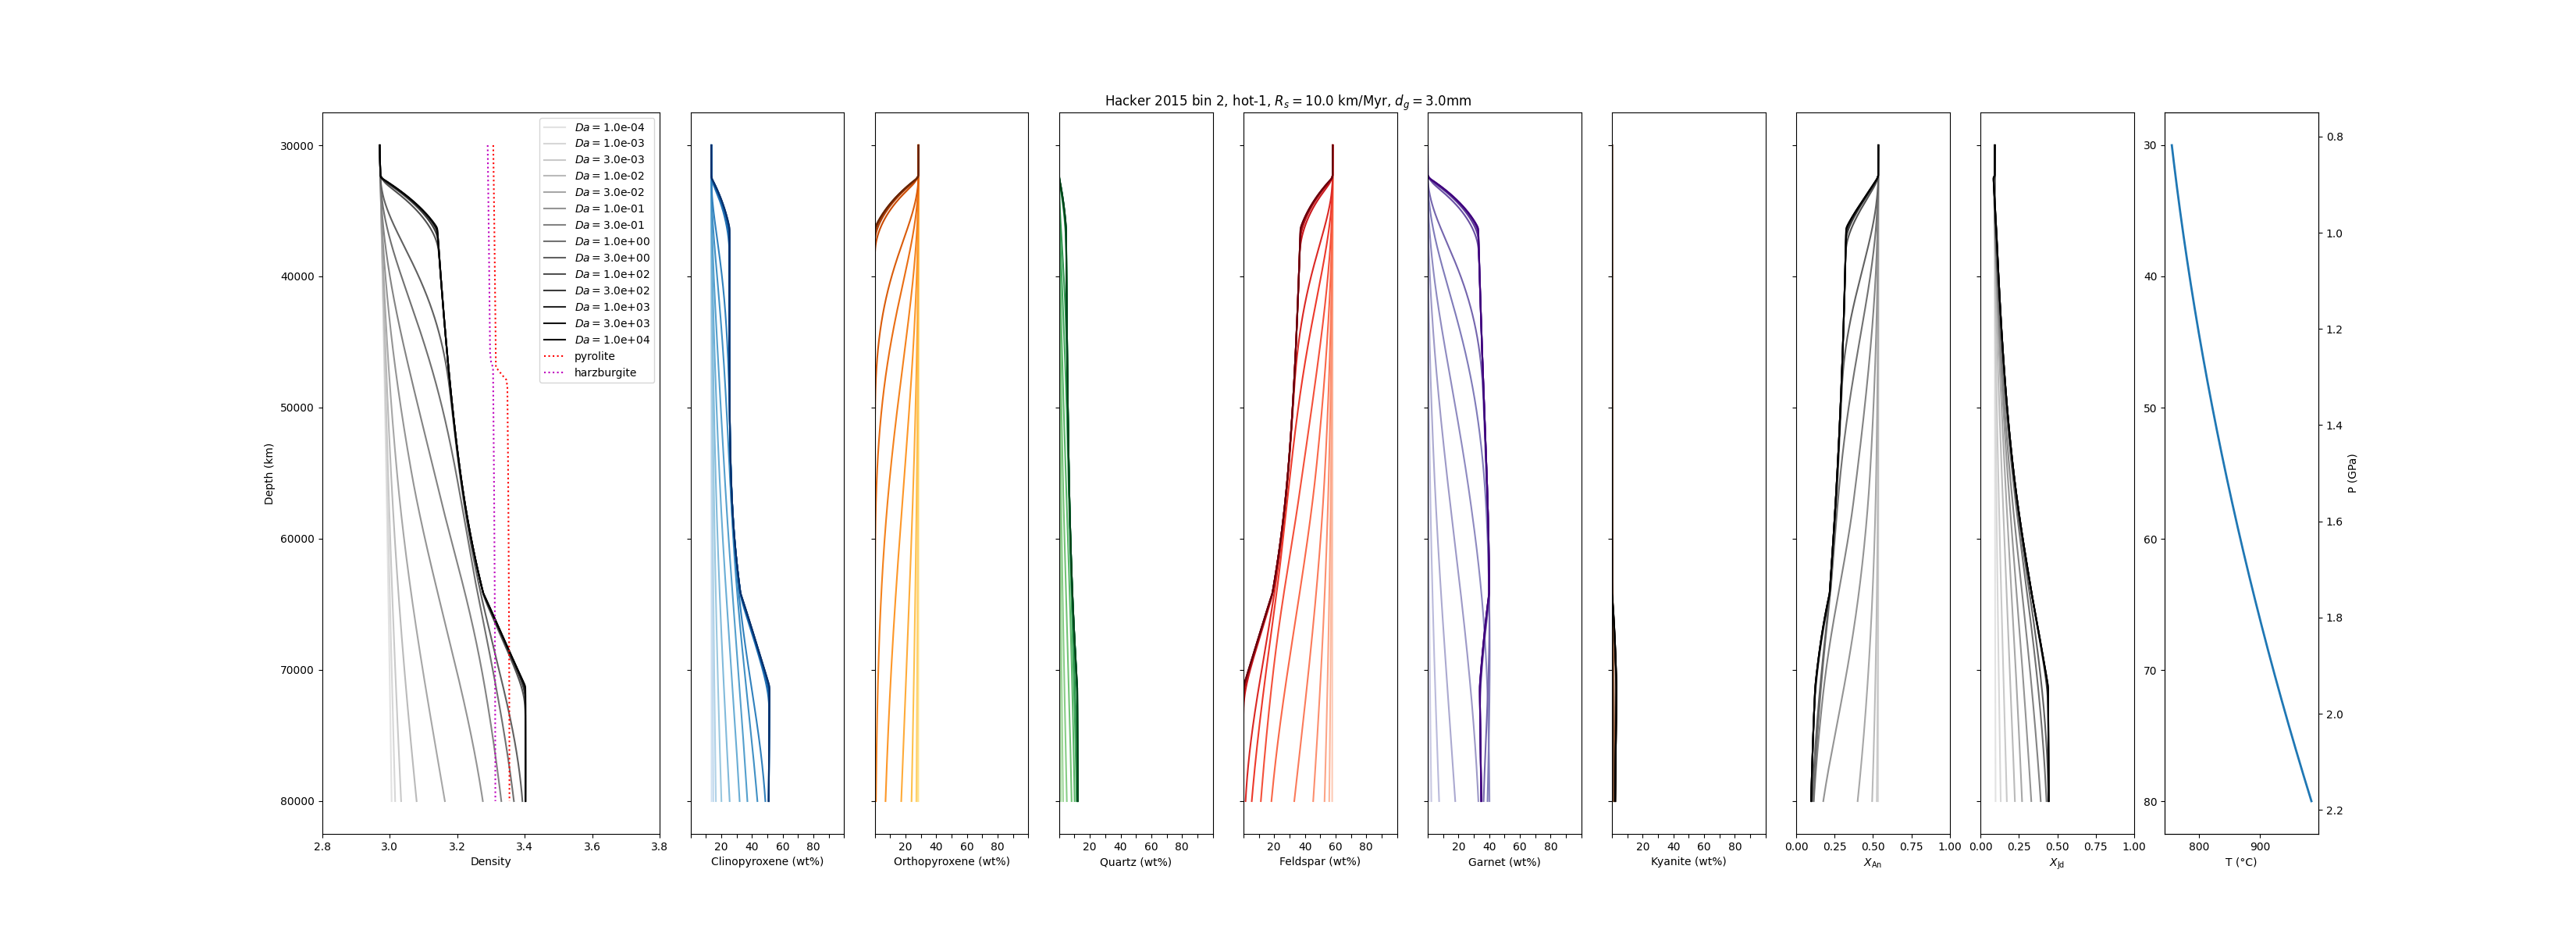 Hacker 2015 bin 2, hot-1, Rs = 10.0 km/Myr, dg = 3.0mm
Da = 1.0e-04
Da = 1.0e-03
Da = 3.0e-03
Da = 1.0e-02
Da = 3.0e-02
Da = 1.0e-01
Da = 3.0e-01
Da = 1.0e+00
Da = 3.0e+00
Da = 1.0e+02
Da = 3.0e+02
Da = 1.0e+03
Da = 3.0e+03
Da = 1.0e+04
pyrolite
harzburgite
Depth (km)
30000
40000
50000
60000
70000
80000
2.8 3.0 3.2 3.4 3.6 3.8
Density
20 40 60 80
Clinopyroxene (wt%)
20 40 60 80
Orthopyroxene (wt%)
20 40 60 80
Quartz (wt%)
20 40 60 80
Feldspar (wt%)
20 40 60 80
Garnet (wt%)
20 40 60 80
Kyanite (wt%)
0.00 0.25 0.50 0.75 1.00
XAn
0.00 0.25 0.50 0.75 1.00
XJd
30
40
50
60
70
80
800 900
T (°C)
0.8
1.0
1.2
1.4
1.6
1.8
2.0
2.2
P (GPa)